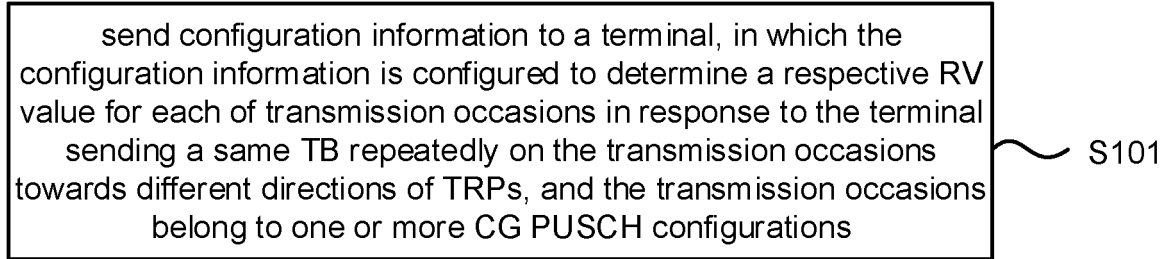 send configuration information to a terminal, in which the
configuration information is configured to determine a respective RV
value for each of transmission occasions in response to the terminal
sending a same TB repeatedly on the transmission occasions
towards different directions of TRPs, and the transmission occasions
belong to one or more CG PUSCH configurations
S101